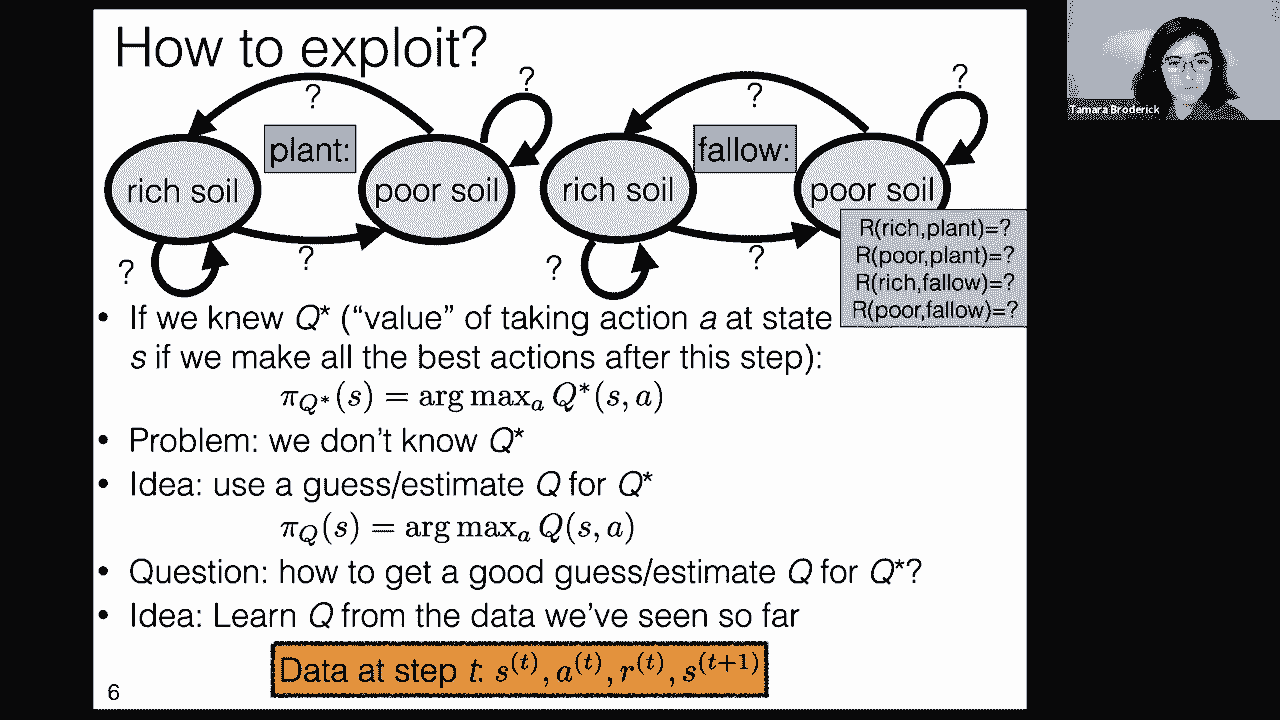 How to exploit?
?
?
?
?
plant:
fallow:
rich soil
poor soil
rich soil
poor soil
?
?
?
?
R(rich,plant)=?
R(poor,plant)=?
R(rich,fallow)=?
R(poor,fallow)=?
• If we knew Q* (“value” of taking action a at state
s if we make all the best actions after this step):
π_{Q*}(s) = arg max_a Q*(s, a)
• Problem: we don’t know Q*
• Idea: use a guess/estimate Q for Q*
π_Q(s) = arg max_a Q(s, a)
• Question: how to get a good guess/estimate Q for Q*?
• Idea: Learn Q from the data we’ve seen so far
Data at step t: s^{(t)}, a^{(t)}, r^{(t)}, s^{(t+1)}
6
Tamara Broderick